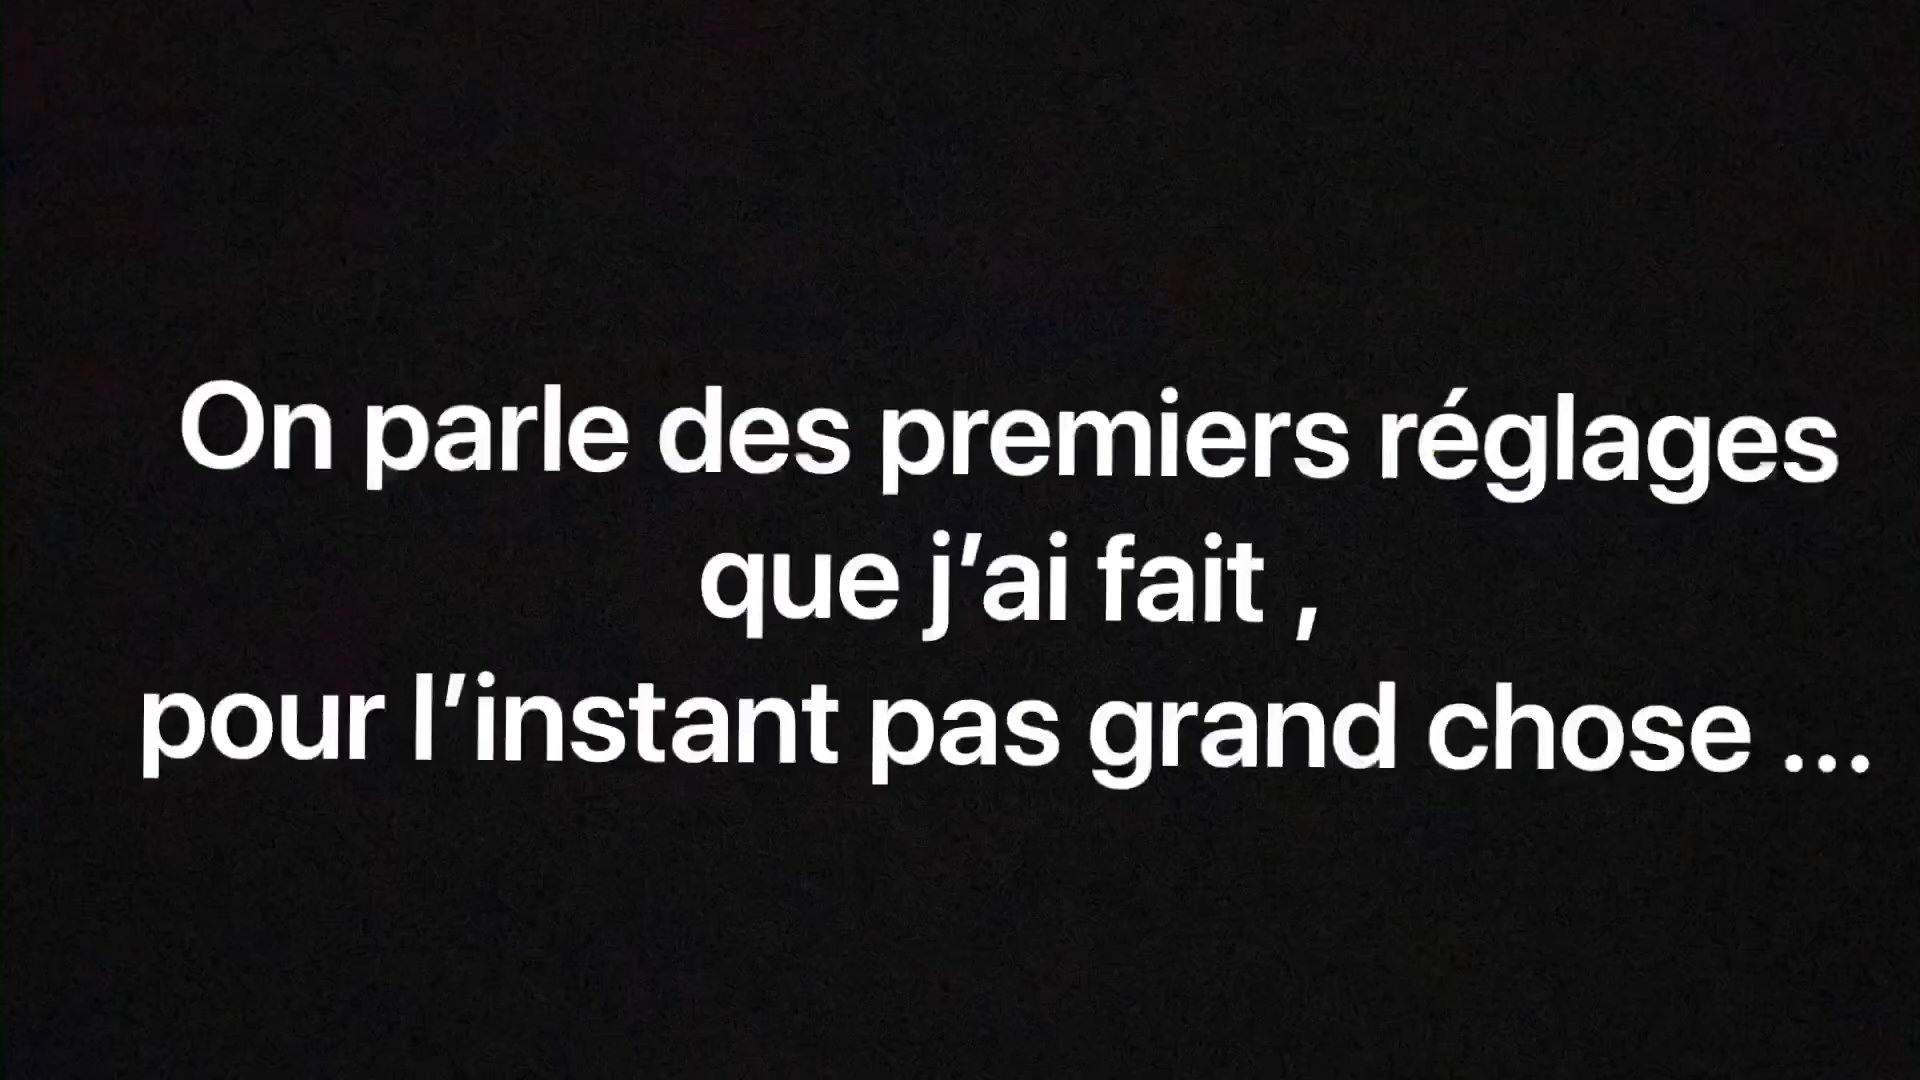 On parle des premiers réglages
que j’ai fait ,
pour l’instant pas grand chose ...